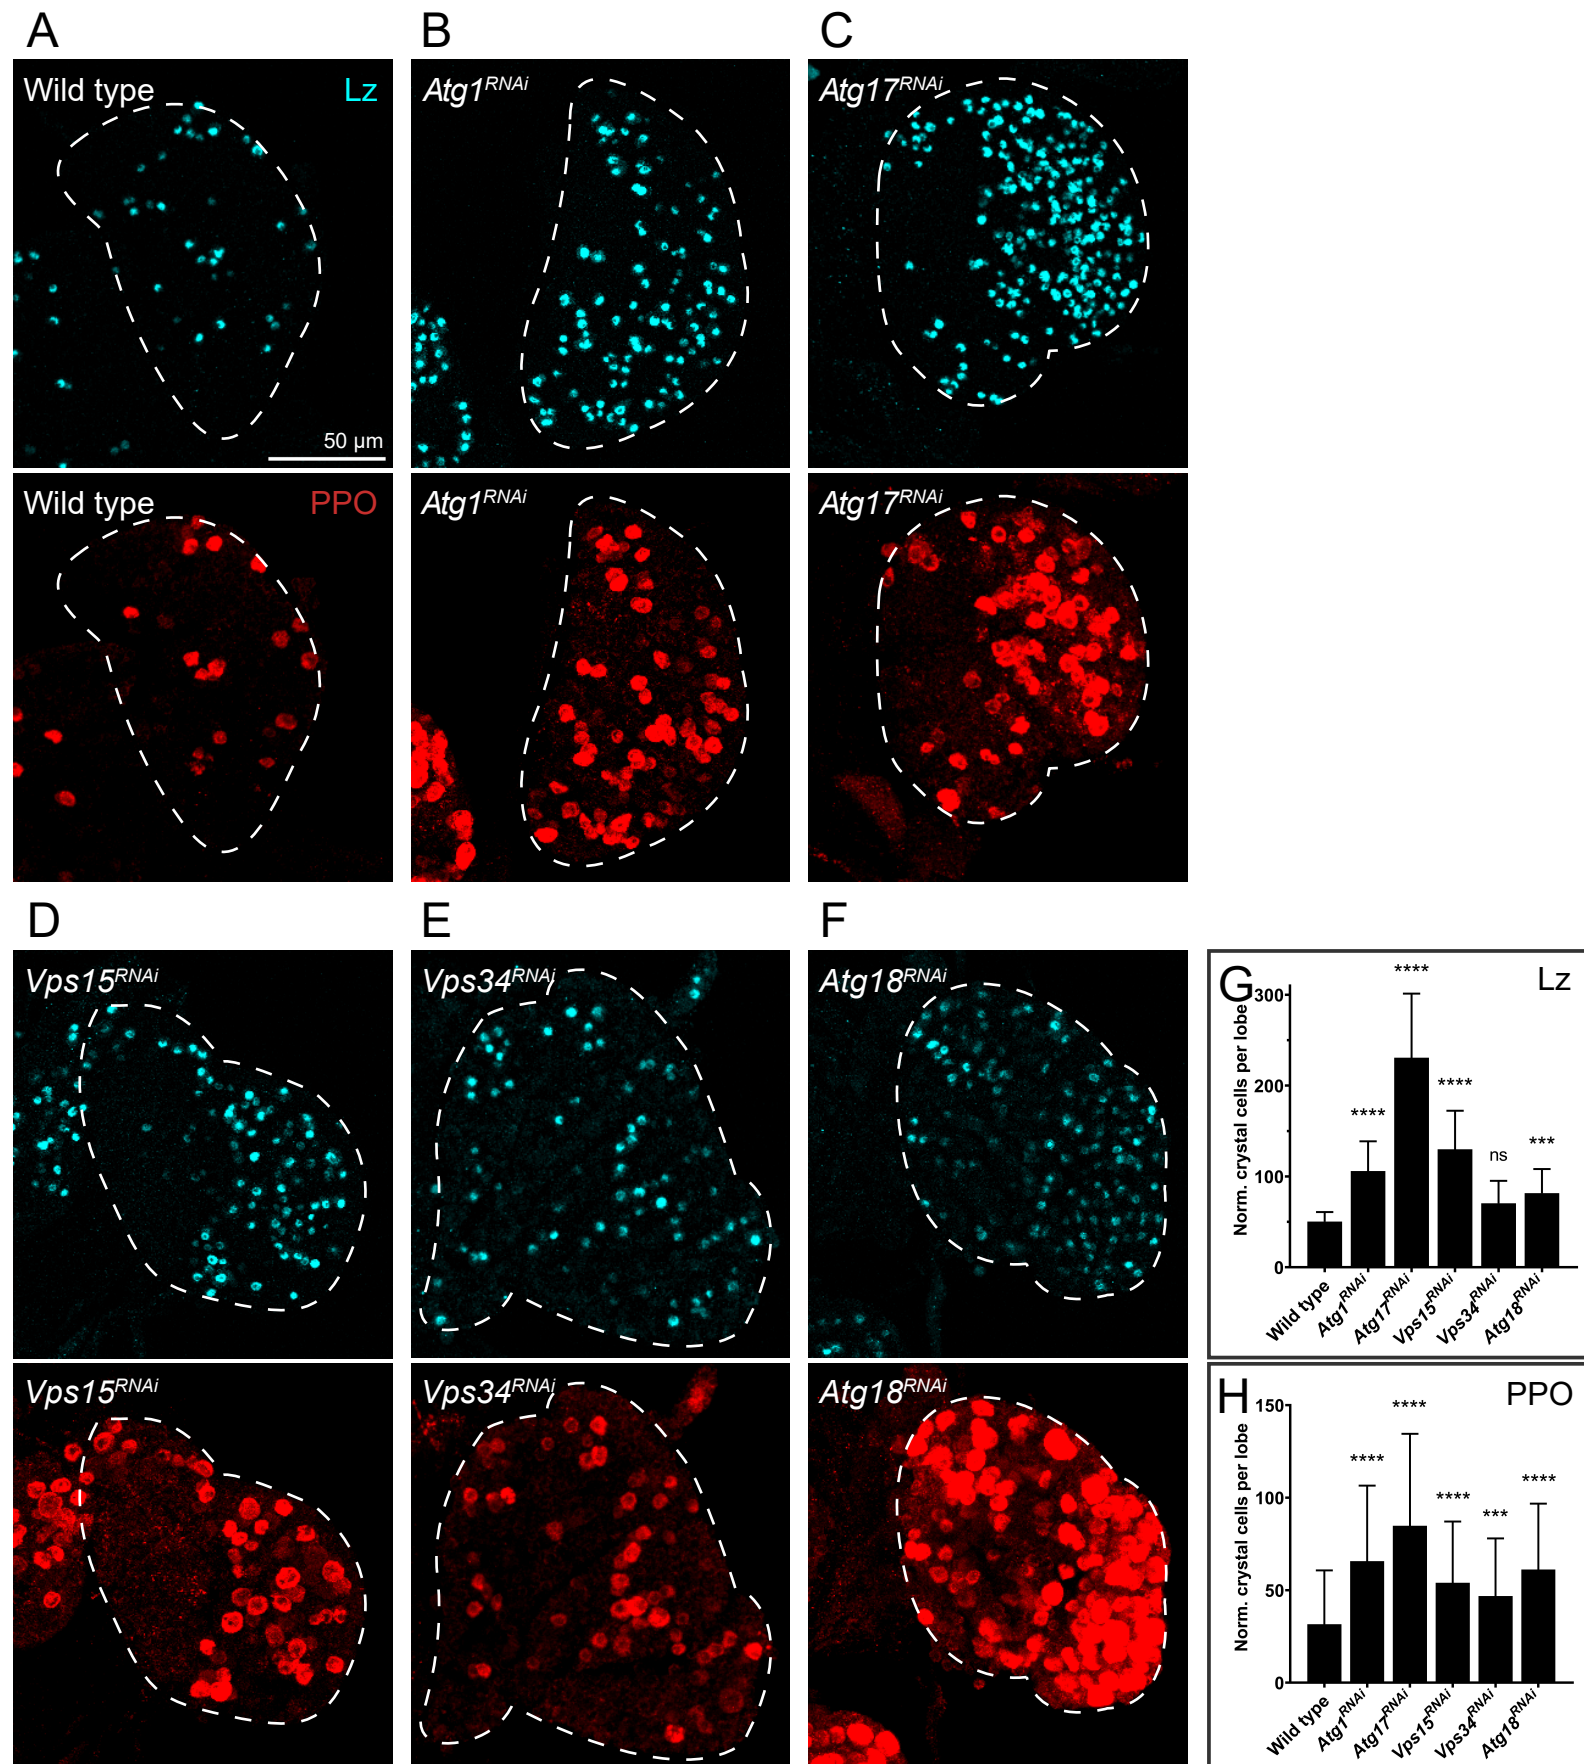 A
B
C
Wild type
Lz
Atg1RNAi
Atg17RNAi
50 µm
Wild type
PPO
Atg1RNAi
Atg17RNAi
D
E
F
Vps15RNAi
Vps34RNAi
Atg18RNAi
Vps15RNAi
Vps34RNAi
Atg18RNAi
G
Lz
Norm. crystal cells per lobe
300
200
100
0
****
****
****
ns
***
Wild type
Atg1RNAi
Atg17RNAi
Vps15RNAi
Vps34RNAi
Atg18RNAi
H
PPO
Norm. crystal cells per lobe
150
100
50
0
****
****
****
***
****
Wild type
Atg1RNAi
Atg17RNAi
Vps15RNAi
Vps34RNAi
Atg18RNAi